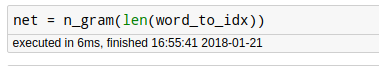 net = n_gram(len(word_to_idx))
executed in 6ms, finished 16:55:41 2018-01-21